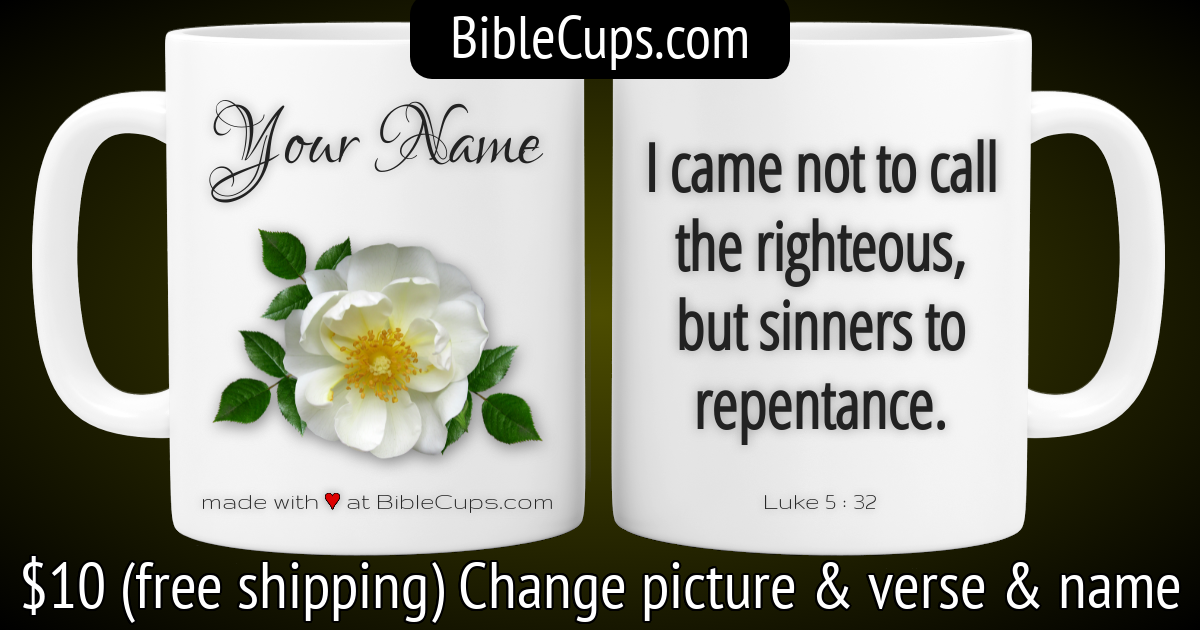 BibleCups.com
Your Name
made with ♥ at BibleCups.com
I came not to call
the righteous,
but sinners to
repentance.
Luke 5 : 32
$10 (free shipping) Change picture & verse & name